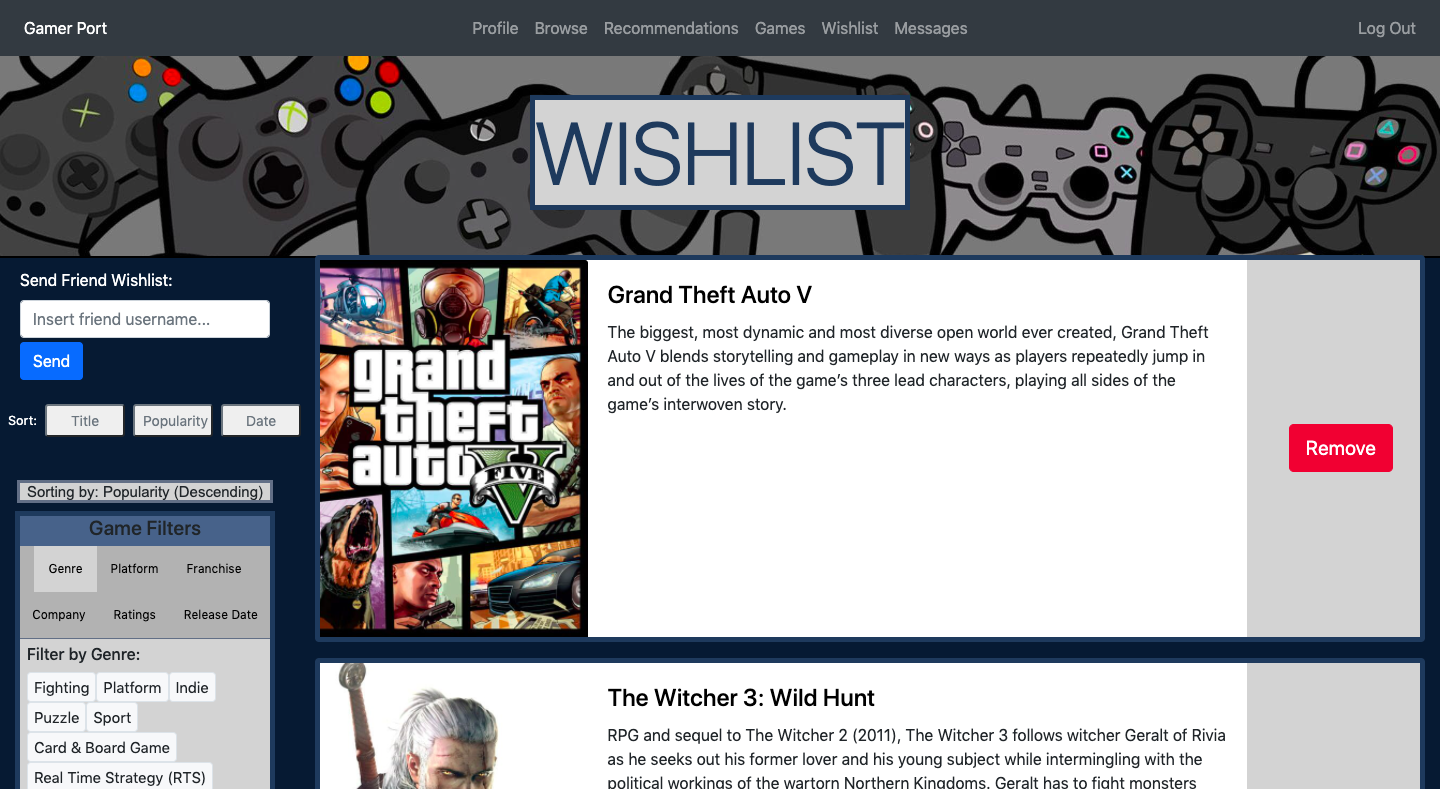 Gamer Port
Profile Browse Recommendations Games Wishlist Messages
Log Out
WISHLIST
Send Friend Wishlist:
Insert friend username...
Send
Sort: Title Popularity Date
Sorting by: Popularity (Descending)
Game Filters
Genre Platform Franchise
Company Ratings Release Date
Filter by Genre:
Fighting Platform Indie
Puzzle Sport
Card & Board Game
Real Time Strategy (RTS)
grand
theft
auto
V
FIVE
Grand Theft Auto V
The biggest, most dynamic and most diverse open world ever created, Grand Theft
Auto V blends storytelling and gameplay in new ways as players repeatedly jump in
and out of the lives of the game’s three lead characters, playing all sides of the
game’s interwoven story.
Remove
The Witcher 3: Wild Hunt
RPG and sequel to The Witcher 2 (2011), The Witcher 3 follows witcher Geralt of Rivia
as he seeks out his former lover and his young subject while intermingling with the
political workings of the wartorn Northern Kingdoms. Geralt has to fight monsters